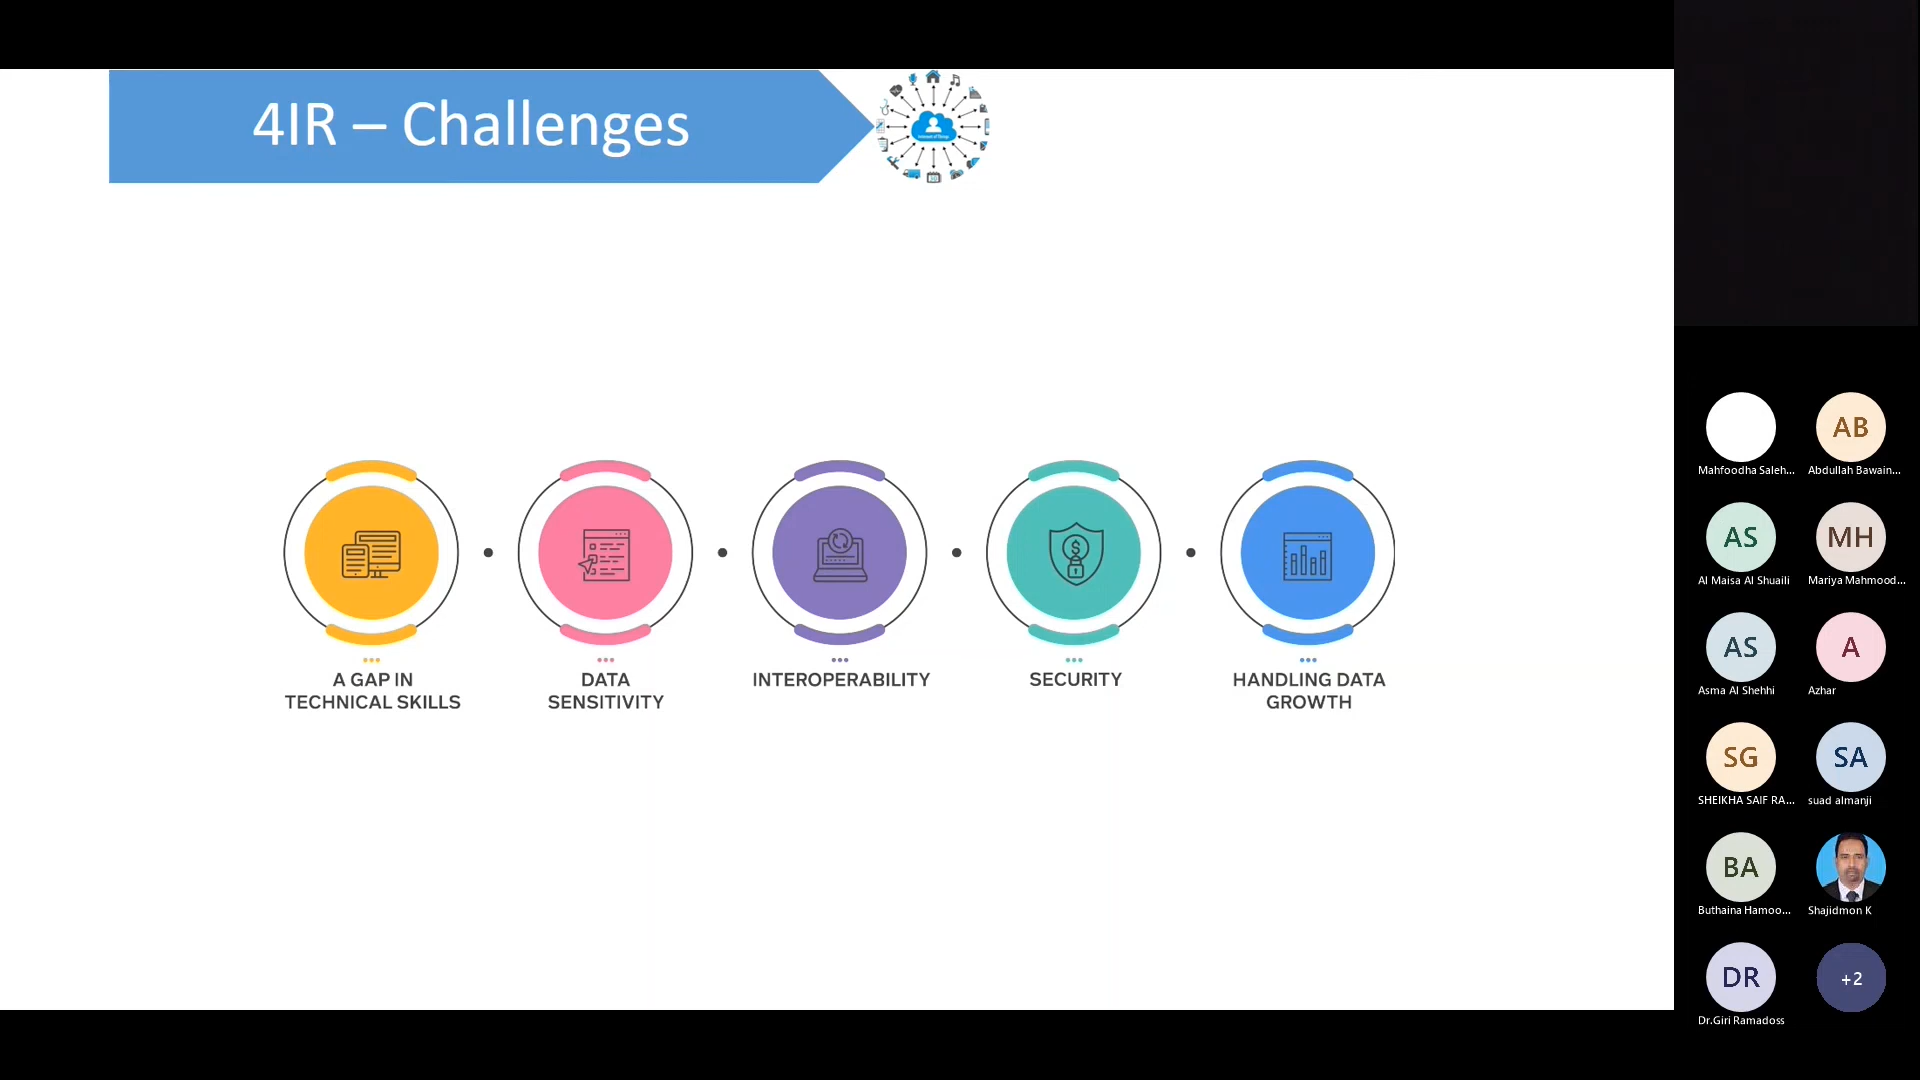 4IR – Challenges
A GAP IN
TECHNICAL SKILLS
DATA
SENSITIVITY
INTEROPERABILITY
SECURITY
HANDLING DATA
GROWTH
Mahfoodha Saleh...
AB
Abdullah Bawain...
AS
Al Maisa Al Shuaili
MH
Mariya Mahmood...
AS
Asma Al Shehhi
A
Azhar
SG
SHEIKHA SAIF RA...
SA
suad almanji
BA
Buthaina Hamoo...
Shajidmon K
DR
Dr.Giri Ramadoss
+2